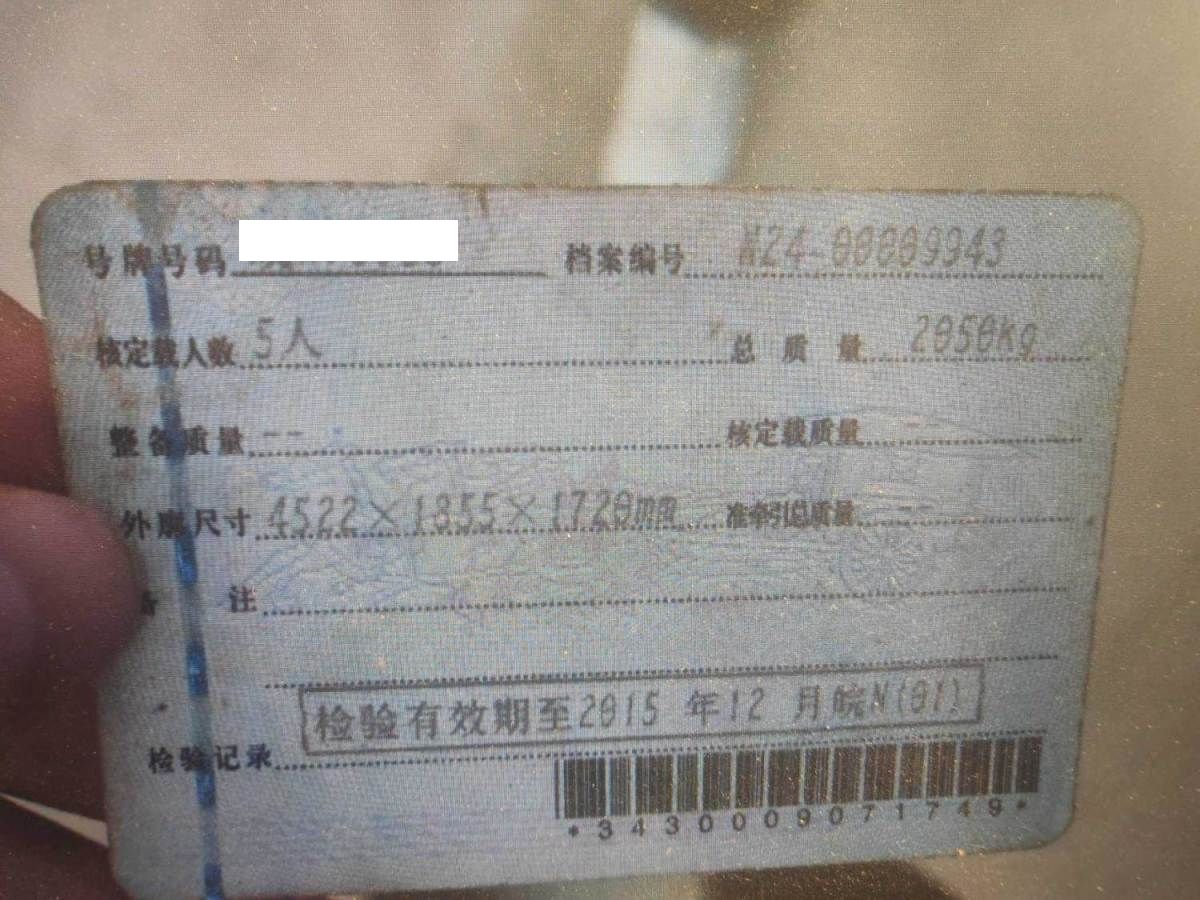 号牌号码 档案编号 N24-00009943
核定载人数 5人 总质量 2050kg
整备质量 -- 核定载质量 --
外廓尺寸 4522×1855×1720mm 准牵引总质量 --
备注
检验有效期至2015年12月皖N(01)
检验记录
*3430009071749*